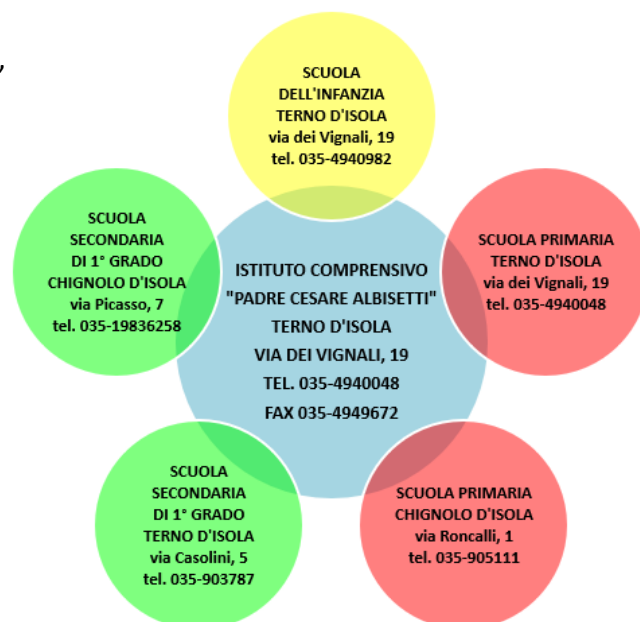 ,
SCUOLA
DELL'INFANZIA
TERNO D'ISOLA
via dei Vignali, 19
tel. 035-4940982
SCUOLA
SECONDARIA
DI 1° GRADO
CHIGNOLO D'ISOLA
via Picasso, 7
tel. 035-19836258
ISTITUTO COMPRENSIVO
"PADRE CESARE ALBISETTI"
TERNO D'ISOLA
VIA DEI VIGNALI, 19
TEL. 035-4940048
FAX 035-4949672
SCUOLA PRIMARIA
TERNO D'ISOLA
via dei Vignali, 19
tel. 035-4940048
SCUOLA
SECONDARIA
DI 1° GRADO
TERNO D'ISOLA
via Casolini, 5
tel. 035-903787
SCUOLA PRIMARIA
CHIGNOLO D'ISOLA
via Roncalli, 1
tel. 035-905111